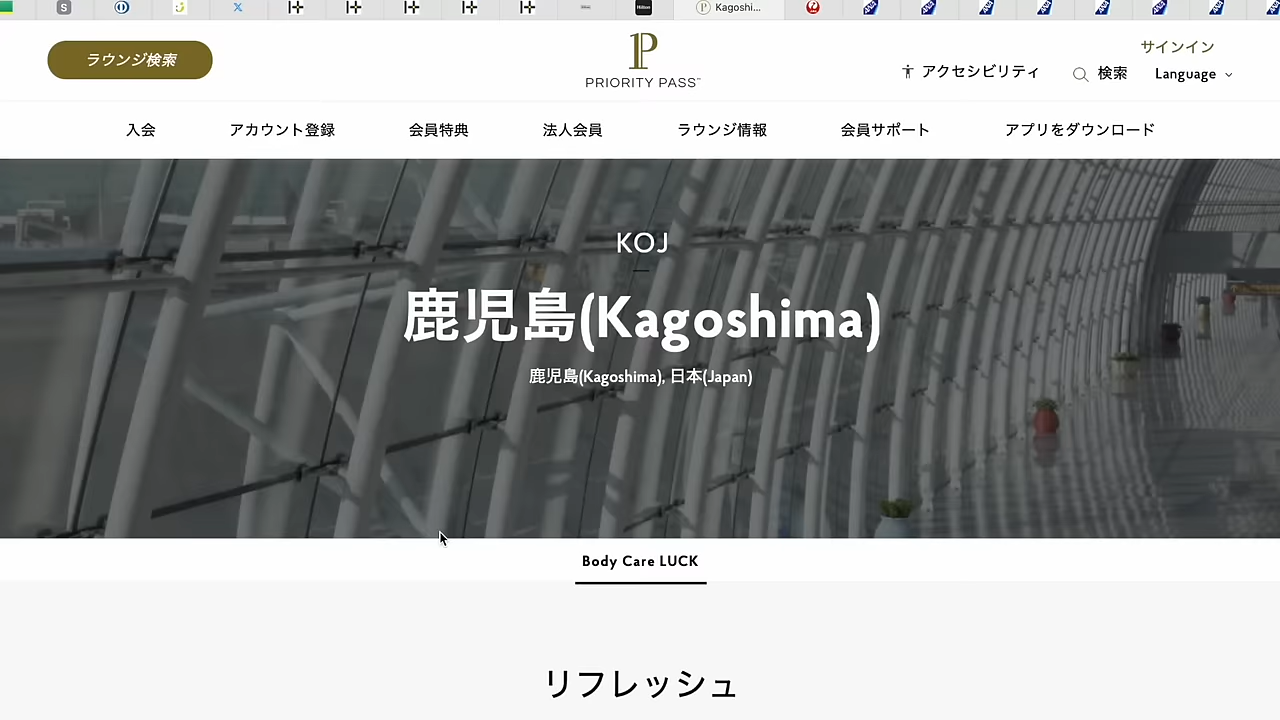 Kagoshi...
ラウンジ検索
PRIORITY PASS™
サインイン
アクセシビリティ
検索
Language
入会
アカウント登録
会員特典
法人会員
ラウンジ情報
会員サポート
アプリをダウンロード
KOJ
鹿児島(Kagoshima)
鹿児島(Kagoshima), 日本(Japan)
Body Care LUCK
リフレッシュ